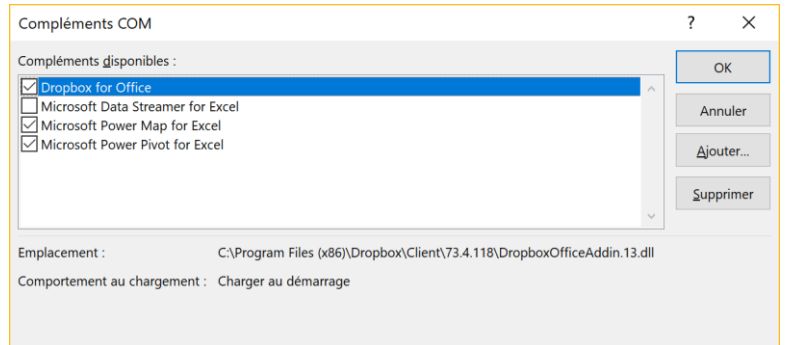 Compléments COM
?
Compléments disponibles :
Dropbox for Office
Microsoft Data Streamer for Excel
Microsoft Power Map for Excel
Microsoft Power Pivot for Excel
OK
Annuler
Ajouter...
Supprimer
Emplacement : C:\Program Files (x86)\Dropbox\Client\73.4.118\DropboxOfficeAddin.13.dll
Comportement au chargement : Charger au démarrage